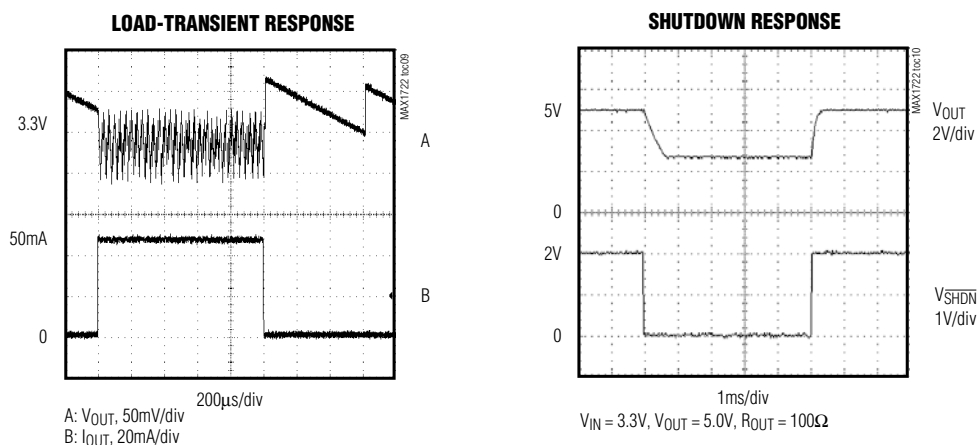 LOAD-TRANSIENT RESPONSE
MAX1722 toc09
3.3V
A
50mA
B
0
200µs/div
A: VOUT, 50mV/div
B: IOUT, 20mA/div
SHUTDOWN RESPONSE
MAX1722 toc10
5V
VOUT
2V/div
0
2V
VSHDN
1V/div
0
1ms/div
VIN = 3.3V, VOUT = 5.0V, ROUT = 100Ω